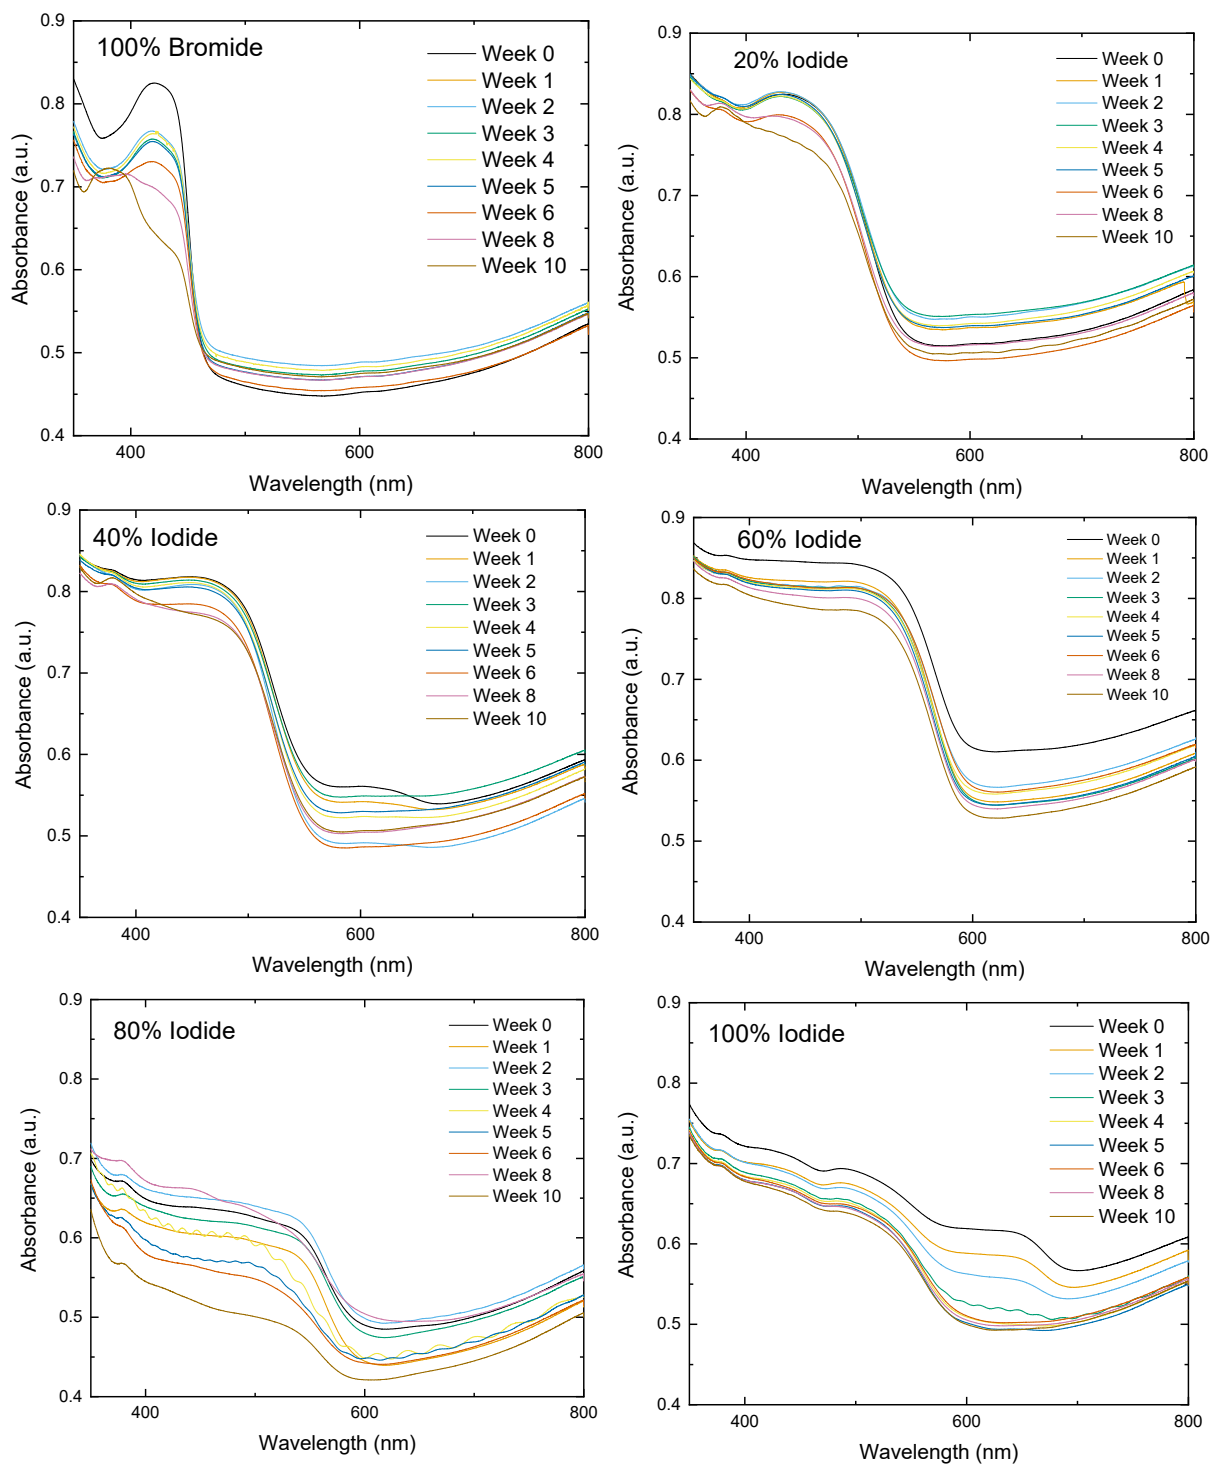 100% Bromide
Week 0
Week 1
Week 2
Week 3
Week 4
Week 5
Week 6
Week 8
Week 10
0.9
0.8
0.7
0.6
0.5
0.4
400
600
800
Absorbance (a.u.)
Wavelength (nm)
20% Iodide
Week 0
Week 1
Week 2
Week 3
Week 4
Week 5
Week 6
Week 8
Week 10
0.9
0.8
0.7
0.6
0.5
0.4
400
600
800
Absorbance (a.u.)
Wavelength (nm)
40% Iodide
Week 0
Week 1
Week 2
Week 3
Week 4
Week 5
Week 6
Week 8
Week 10
0.9
0.8
0.7
0.6
0.5
0.4
400
600
800
Absorbance (a.u.)
Wavelength (nm)
60% Iodide
Week 0
Week 1
Week 2
Week 3
Week 4
Week 5
Week 6
Week 8
Week 10
0.9
0.8
0.7
0.6
0.5
0.4
400
600
800
Absorbance (a.u.)
Wavelength (nm)
80% Iodide
Week 0
Week 1
Week 2
Week 3
Week 4
Week 5
Week 6
Week 8
Week 10
0.9
0.8
0.7
0.6
0.5
0.4
400
600
800
Absorbance (a.u.)
Wavelength (nm)
100% Iodide
Week 0
Week 1
Week 2
Week 3
Week 4
Week 5
Week 6
Week 8
Week 10
0.9
0.8
0.7
0.6
0.5
0.4
400
600
800
Absorbance (a.u.)
Wavelength (nm)